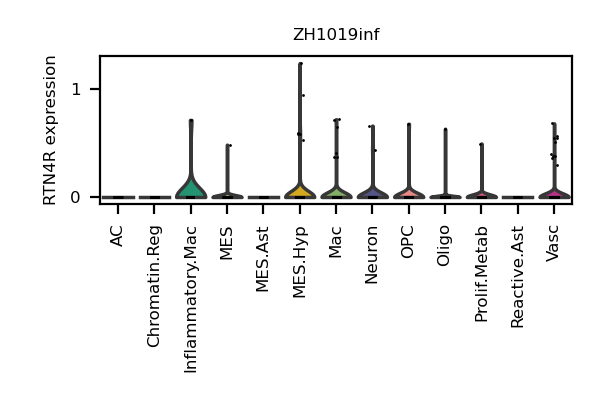 ZH1019inf
RTN4R expression
1
0
AC
Chromatin.Reg
Inflammatory.Mac
MES
MES.Ast
MES.Hyp
Mac
Neuron
OPC
Oligo
Prolif.Metab
Reactive.Ast
Vasc